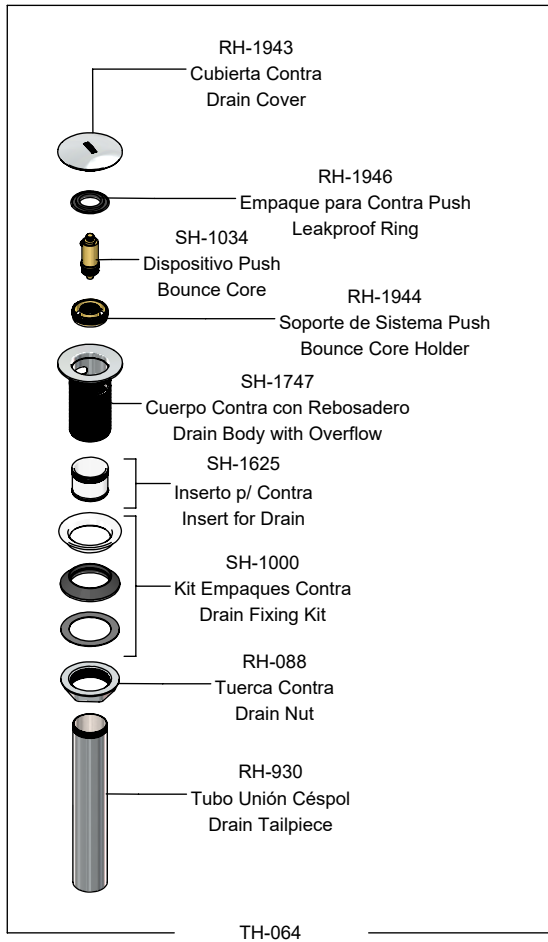 RH-1943
Cubierta Contra
Drain Cover
RH-1946
Empaque para Contra Push
Leakproof Ring
SH-1034
Dispositivo Push
Bounce Core
RH-1944
Soporte de Sistema Push
Bounce Core Holder
SH-1747
Cuerpo Contra con Rebosadero
Drain Body with Overflow
SH-1625
Inserto p/ Contra
Insert for Drain
SH-1000
Kit Empaques Contra
Drain Fixing Kit
RH-088
Tuerca Contra
Drain Nut
RH-930
Tubo Unión Céspol
Drain Tailpiece
TH-064